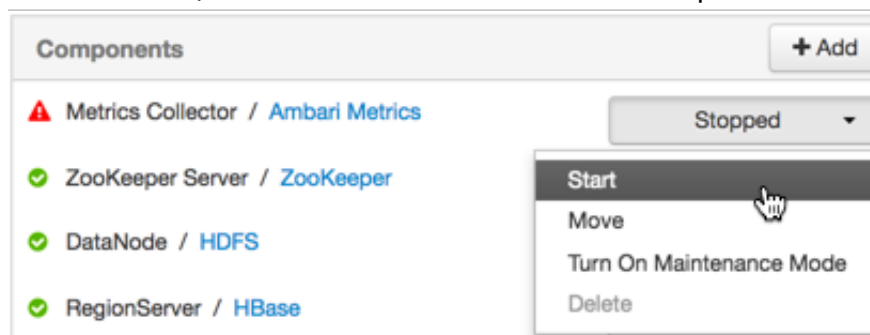 Components + Add
Metrics Collector / Ambari Metrics Stopped
ZooKeeper Server / ZooKeeper Start
Move
DataNode / HDFS
Turn On Maintenance Mode
RegionServer / HBase Delete